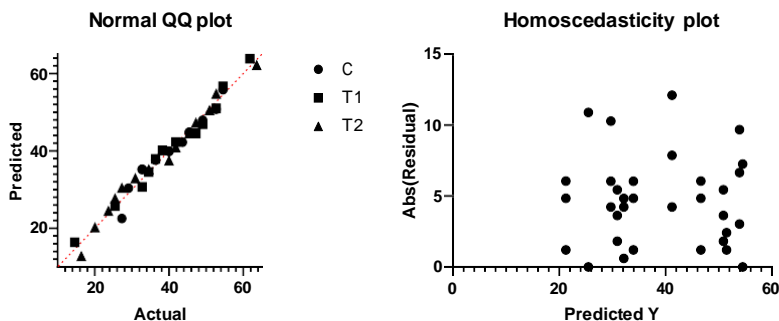 Normal QQ plot
Predicted
60
40
20
20
40
60
Actual
C
T1
T2
Homoscedasticity plot
Abs(Residual)
15
10
5
0
0
20
40
60
Predicted Y